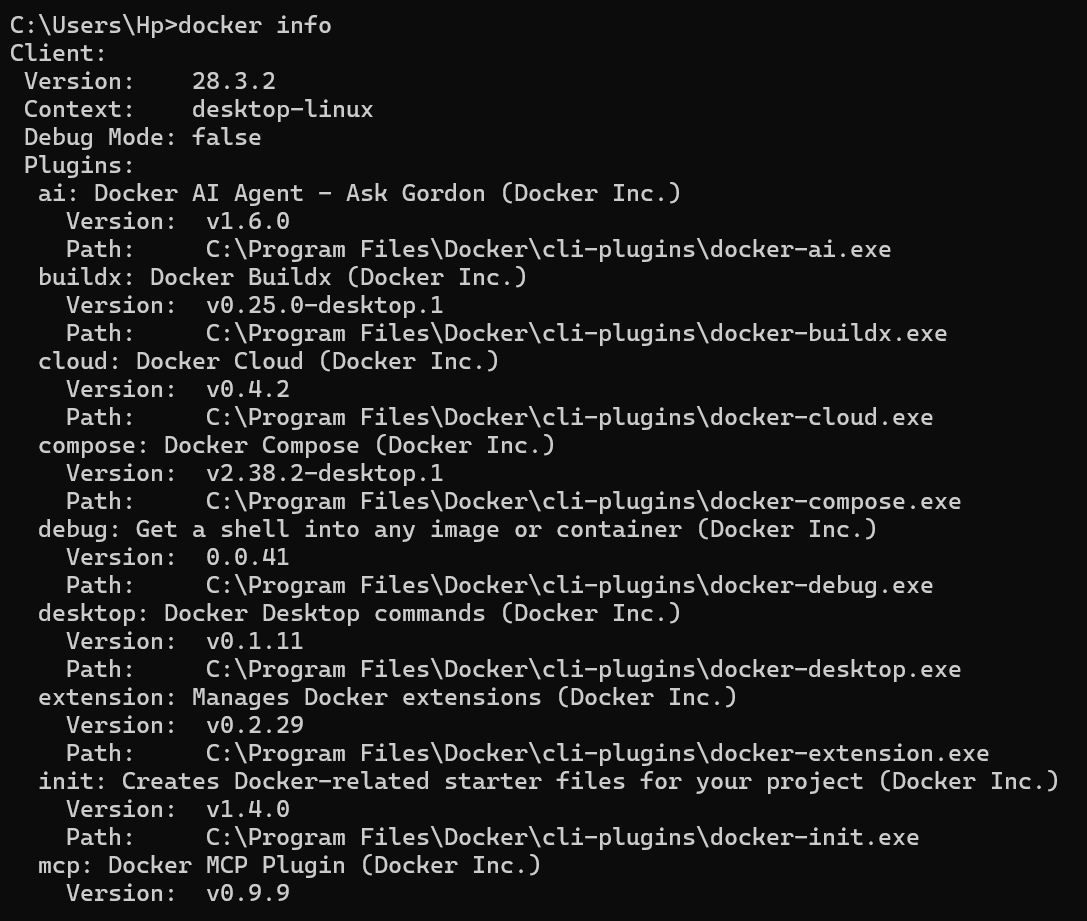 C:\Users\Hp>docker info
Client:
 Version:    28.3.2
 Context:    desktop-linux
 Debug Mode: false
 Plugins:
  ai: Docker AI Agent - Ask Gordon (Docker Inc.)
    Version:  v1.6.0
    Path:     C:\Program Files\Docker\cli-plugins\docker-ai.exe
  buildx: Docker Buildx (Docker Inc.)
    Version:  v0.25.0-desktop.1
    Path:     C:\Program Files\Docker\cli-plugins\docker-buildx.exe
  cloud: Docker Cloud (Docker Inc.)
    Version:  v0.4.2
    Path:     C:\Program Files\Docker\cli-plugins\docker-cloud.exe
  compose: Docker Compose (Docker Inc.)
    Version:  v2.38.2-desktop.1
    Path:     C:\Program Files\Docker\cli-plugins\docker-compose.exe
  debug: Get a shell into any image or container (Docker Inc.)
    Version:  0.0.41
    Path:     C:\Program Files\Docker\cli-plugins\docker-debug.exe
  desktop: Docker Desktop commands (Docker Inc.)
    Version:  v0.1.11
    Path:     C:\Program Files\Docker\cli-plugins\docker-desktop.exe
  extension: Manages Docker extensions (Docker Inc.)
    Version:  v0.2.29
    Path:     C:\Program Files\Docker\cli-plugins\docker-extension.exe
  init: Creates Docker-related starter files for your project (Docker Inc.)
    Version:  v1.4.0
    Path:     C:\Program Files\Docker\cli-plugins\docker-init.exe
  mcp: Docker MCP Plugin (Docker Inc.)
    Version:  v0.9.9